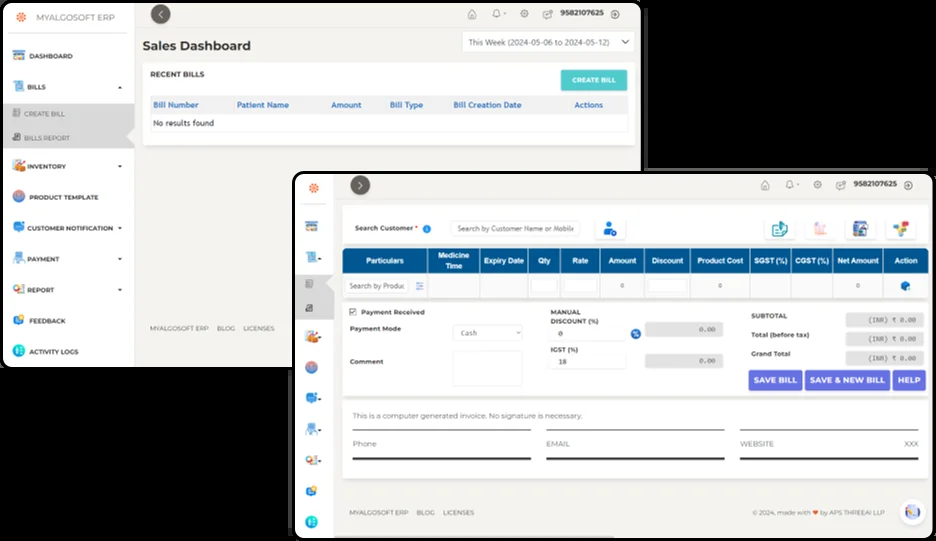 MYALGOSOFT ERP
9582107625
DASHBOARD
BILLS
CREATE BILL
BILLS REPORT
INVENTORY
PRODUCT TEMPLATE
CUSTOMER NOTIFICATION
PAYMENT
REPORT
FEEDBACK
ACTIVITY LOGS
Sales Dashboard
This Week (2024-05-06 to 2024-05-12)
RECENT BILLS
CREATE BILL
Bill Number Patient Name Amount Bill Type Bill Creation Date Actions
No results found
MYALGOSOFT ERP BLOG LICENSES
9582107625
Search Customer *
Search by Customer Name or Mobile
Particulars Medicine Time Expiry Date Qty Rate Amount Discount Product Cost SGST (%) CGST (%) Net Amount Action
Search by Produc 0 0 0
Payment Received
Payment Mode
Cash
Comment
MANUAL DISCOUNT (%)
0
%
0.00
IGST (%)
18
0.00
SUBTOTAL (INR) ₹ 0.00
Total (before tax) (INR) ₹ 0.00
Grand Total (INR) ₹ 0.00
SAVE BILL SAVE & NEW BILL HELP
This is a computer generated invoice. No signature is necessary.
Phone EMAIL WEBSITE XXX
MYALGOSOFT ERP BLOG LICENSES
© 2024, made with ❤ by APS THREEAI LLP